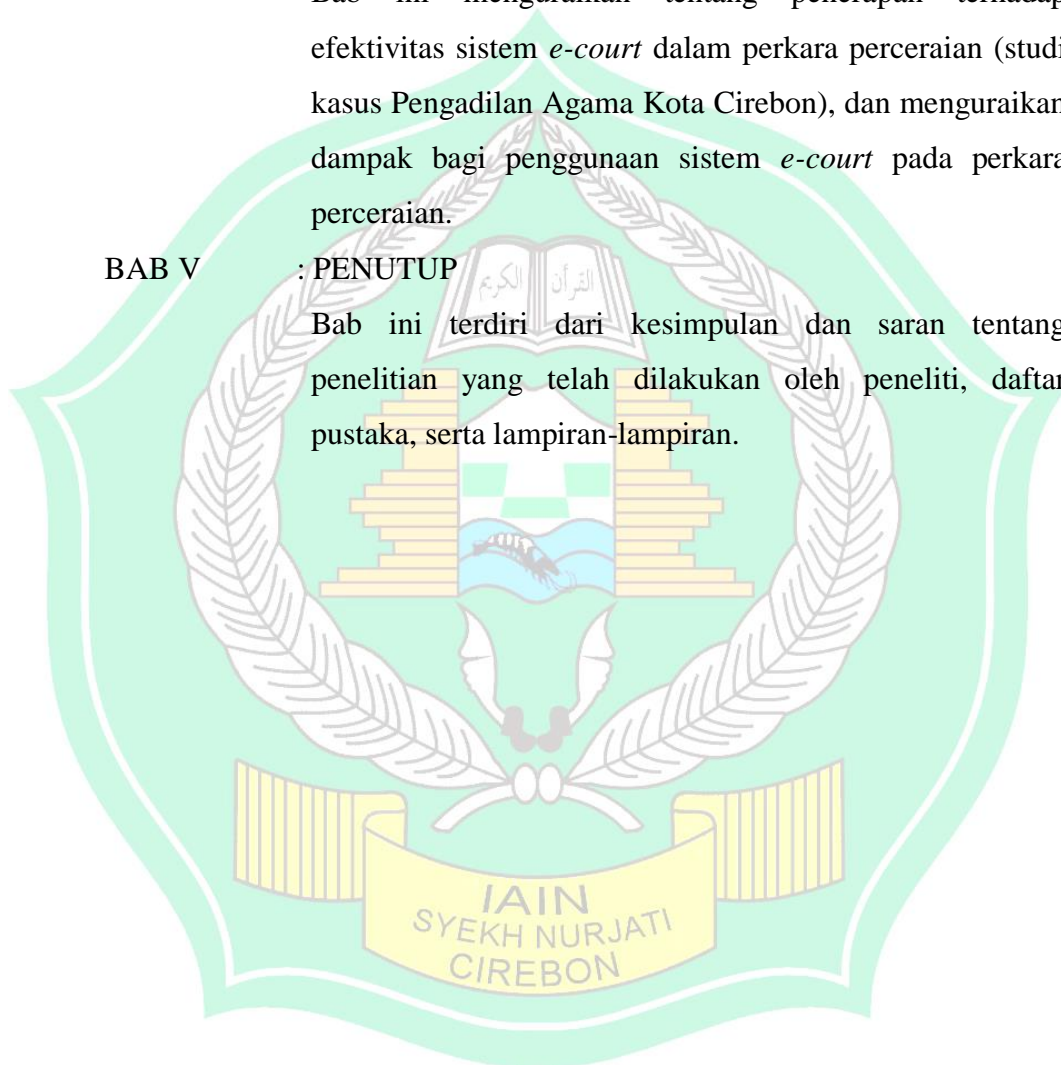 Bab ini menguraikan tentang penerapan terhadap
efektivitas sistem e-court dalam perkara perceraian (studi
kasus Pengadilan Agama Kota Cirebon), dan menguraikan
dampak bagi penggunaan sistem e-court pada perkara
perceraian.
BAB V : PENUTUP
القرآن الكريم
Bab ini terdiri dari kesimpulan dan saran tentang
penelitian yang telah dilakukan oleh peneliti, daftar
pustaka, serta lampiran-lampiran.
IAIN
SYEKH NURJATI
CIREBON